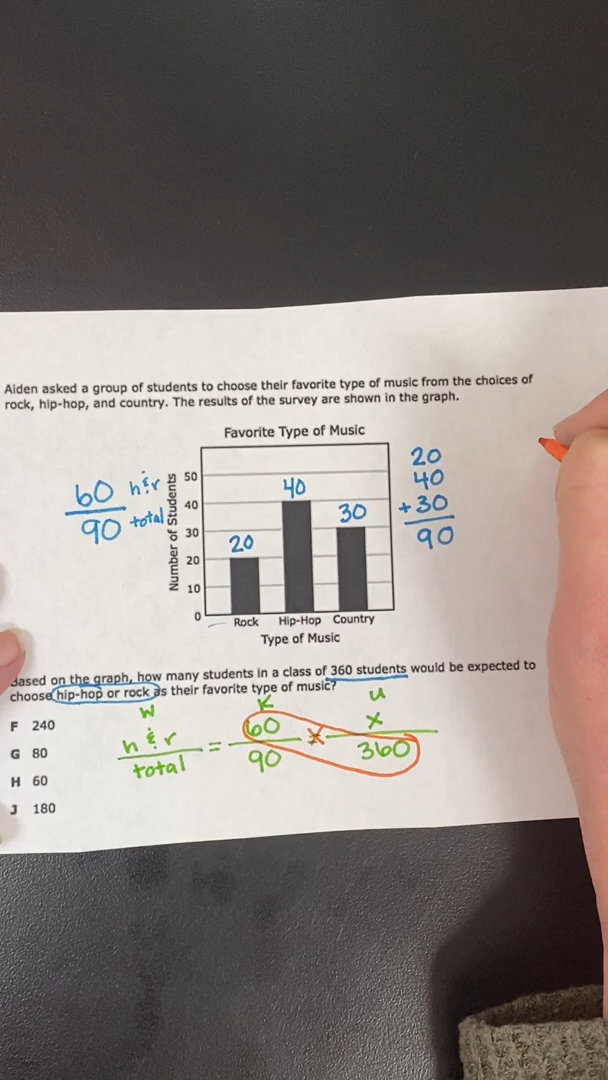 Aiden asked a group of students to choose their favorite type of music from the choices of
rock, hip-hop, and country. The results of the survey are shown in the graph.
Favorite Type of Music
Number of Students
50
40
30
20
10
0
20
40
30
Rock Hip-Hop Country
Type of Music
60 h&r
90 total
20
40
+30
90
Based on the graph, how many students in a class of 360 students would be expected to
choose hip-hop or rock as their favorite type of music?
F 240
G 80
H 60
J 180
W K U
h&r = 60 x x
total 90 360